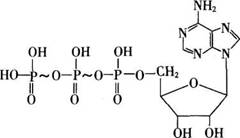 NH₂
N N
N N
OH OH OH
HO—P~O~P~O—P—O—CH₂ O
O O O
OH OH